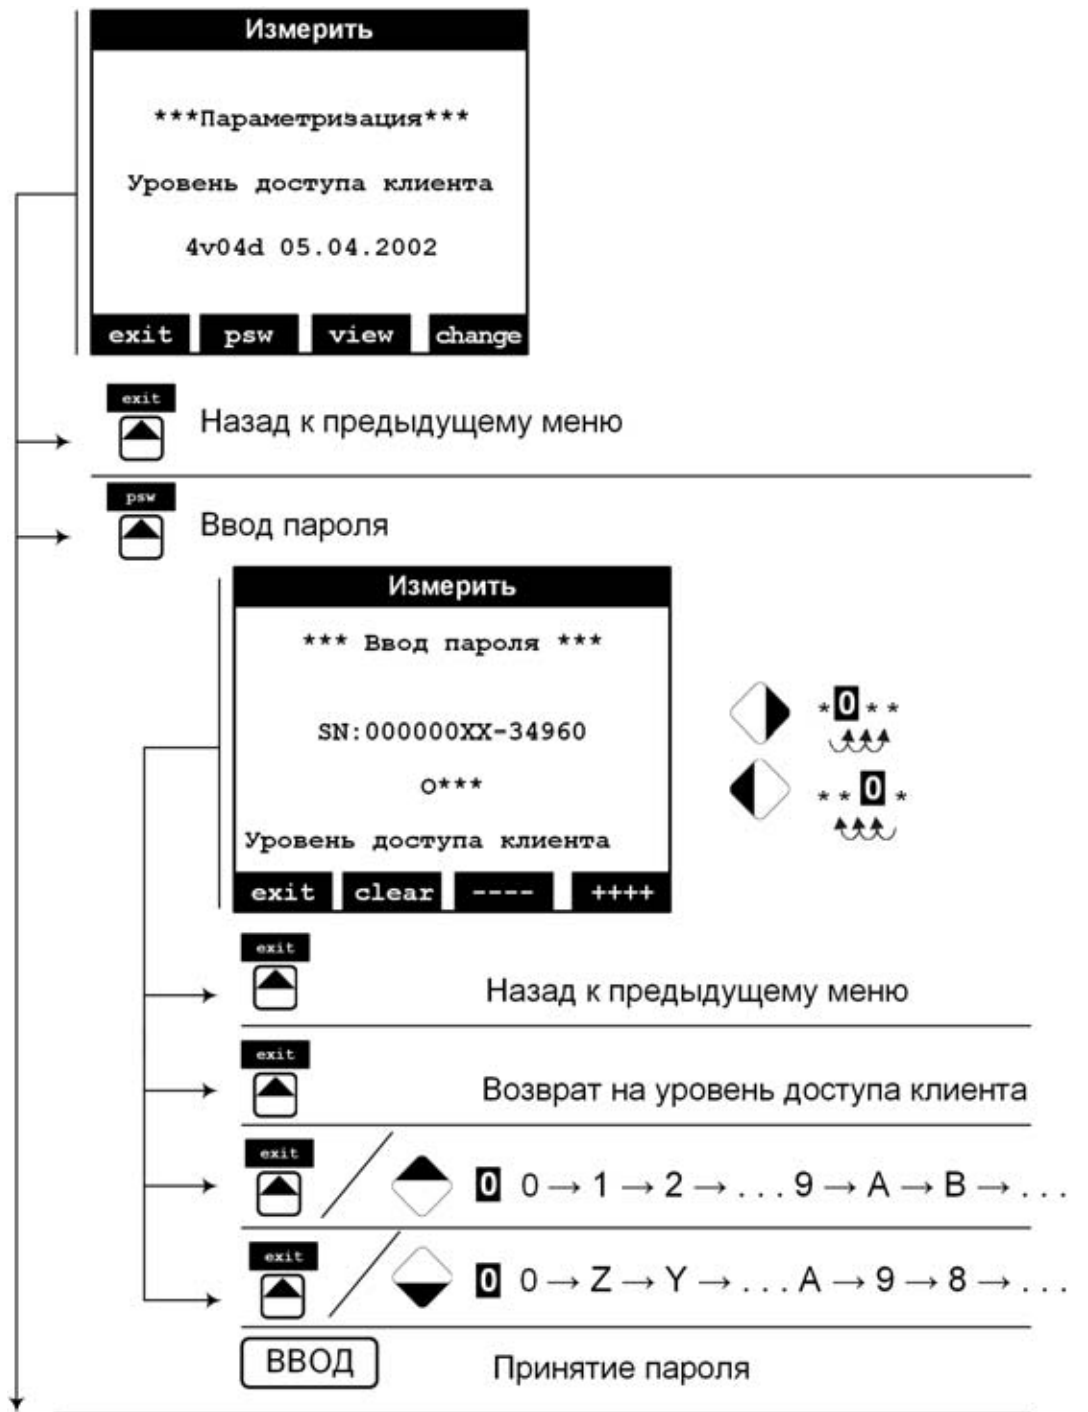 Измерить
***Параметризация***
Уровень доступа клиента
4v04d 05.04.2002
exit psw view change
exit
Назад к предыдущему меню
psw
Ввод пароля
Измерить
*** Ввод пароля ***
SN:000000XX-34960
O***
Уровень доступа клиента
exit clear ---- ++++
*0**
**0*
exit
Назад к предыдущему меню
exit
Возврат на уровень доступа клиента
exit
0 0 → 1 → 2 → . . . 9 → A → B → . . .
exit
0 0 → Z → Y → . . . A → 9 → 8 → . . .
ВВОД Принятие пароля